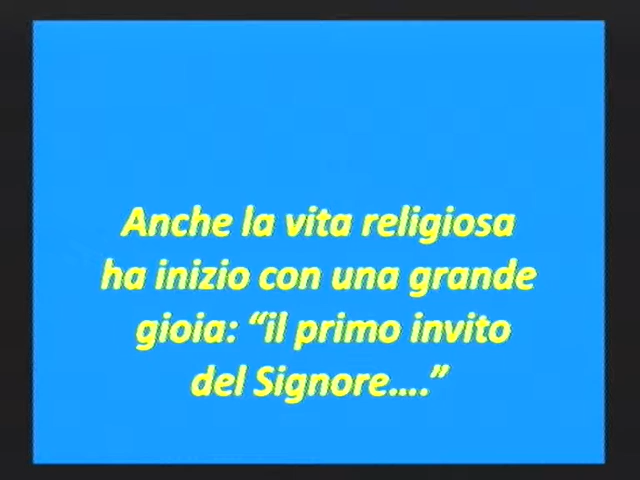 Anche la vita religiosa
ha inizio con una grande
gioia: “il primo invito
del Signore....”